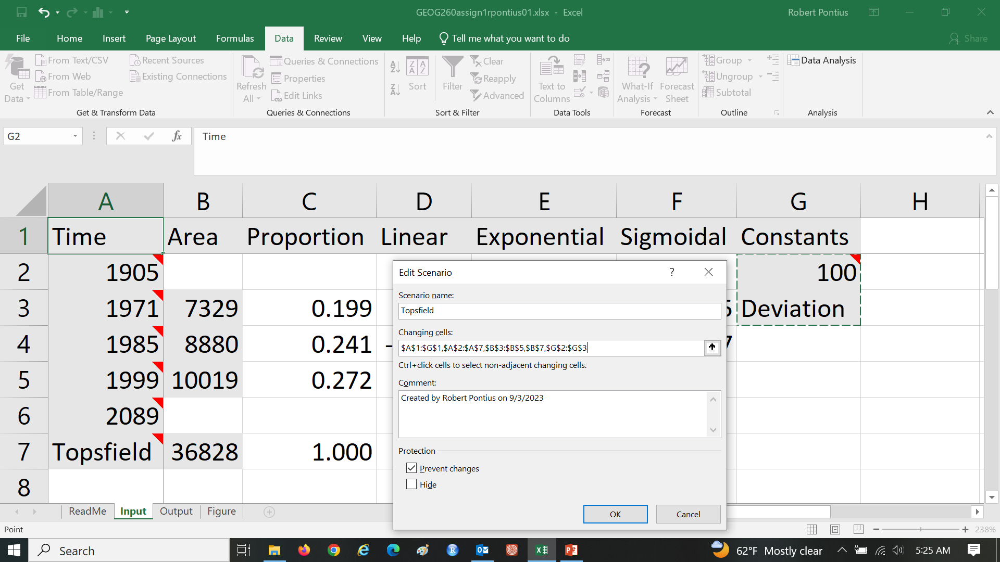 GEOG260assign1rpontius01.xlsx - Excel
Robert Pontius
File Home Insert Page Layout Formulas Data Review View Help Tell me what you want to do Share
Get Data
From Text/CSV
From Web
From Table/Range
Recent Sources
Existing Connections
Get & Transform Data
Refresh All
Queries & Connections
Properties
Edit Links
Queries & Connections
Sort
Filter
Clear
Reapply
Advanced
Sort & Filter
Text to Columns
Data Tools
What-If Analysis
Forecast Sheet
Forecast
Group
Ungroup
Subtotal
Outline
Data Analysis
Analysis
G2 fx Time
A B C D E F G H
1 Time Area Proportion Linear Exponential Sigmoidal Constants
2 1905 100
3 1971 7329 0.199 5 Deviation
4 1985 8880 0.241 - 7
5 1999 10019 0.272
6 2089
7 Topsfield 36828 1.000
8
Edit Scenario ?
Scenario name:
Topsfield
Changing cells:
$A$1:$G$1,$A$2:$A$7,$B$3:$B$5,$B$7,$G$2:$G$3
Ctrl+click cells to select non-adjacent changing cells.
Comment:
Created by Robert Pontius on 9/3/2023
Protection
Prevent changes
Hide
OK Cancel
ReadMe Input Output Figure
Point 238%
Search 62°F Mostly clear 5:25 AM